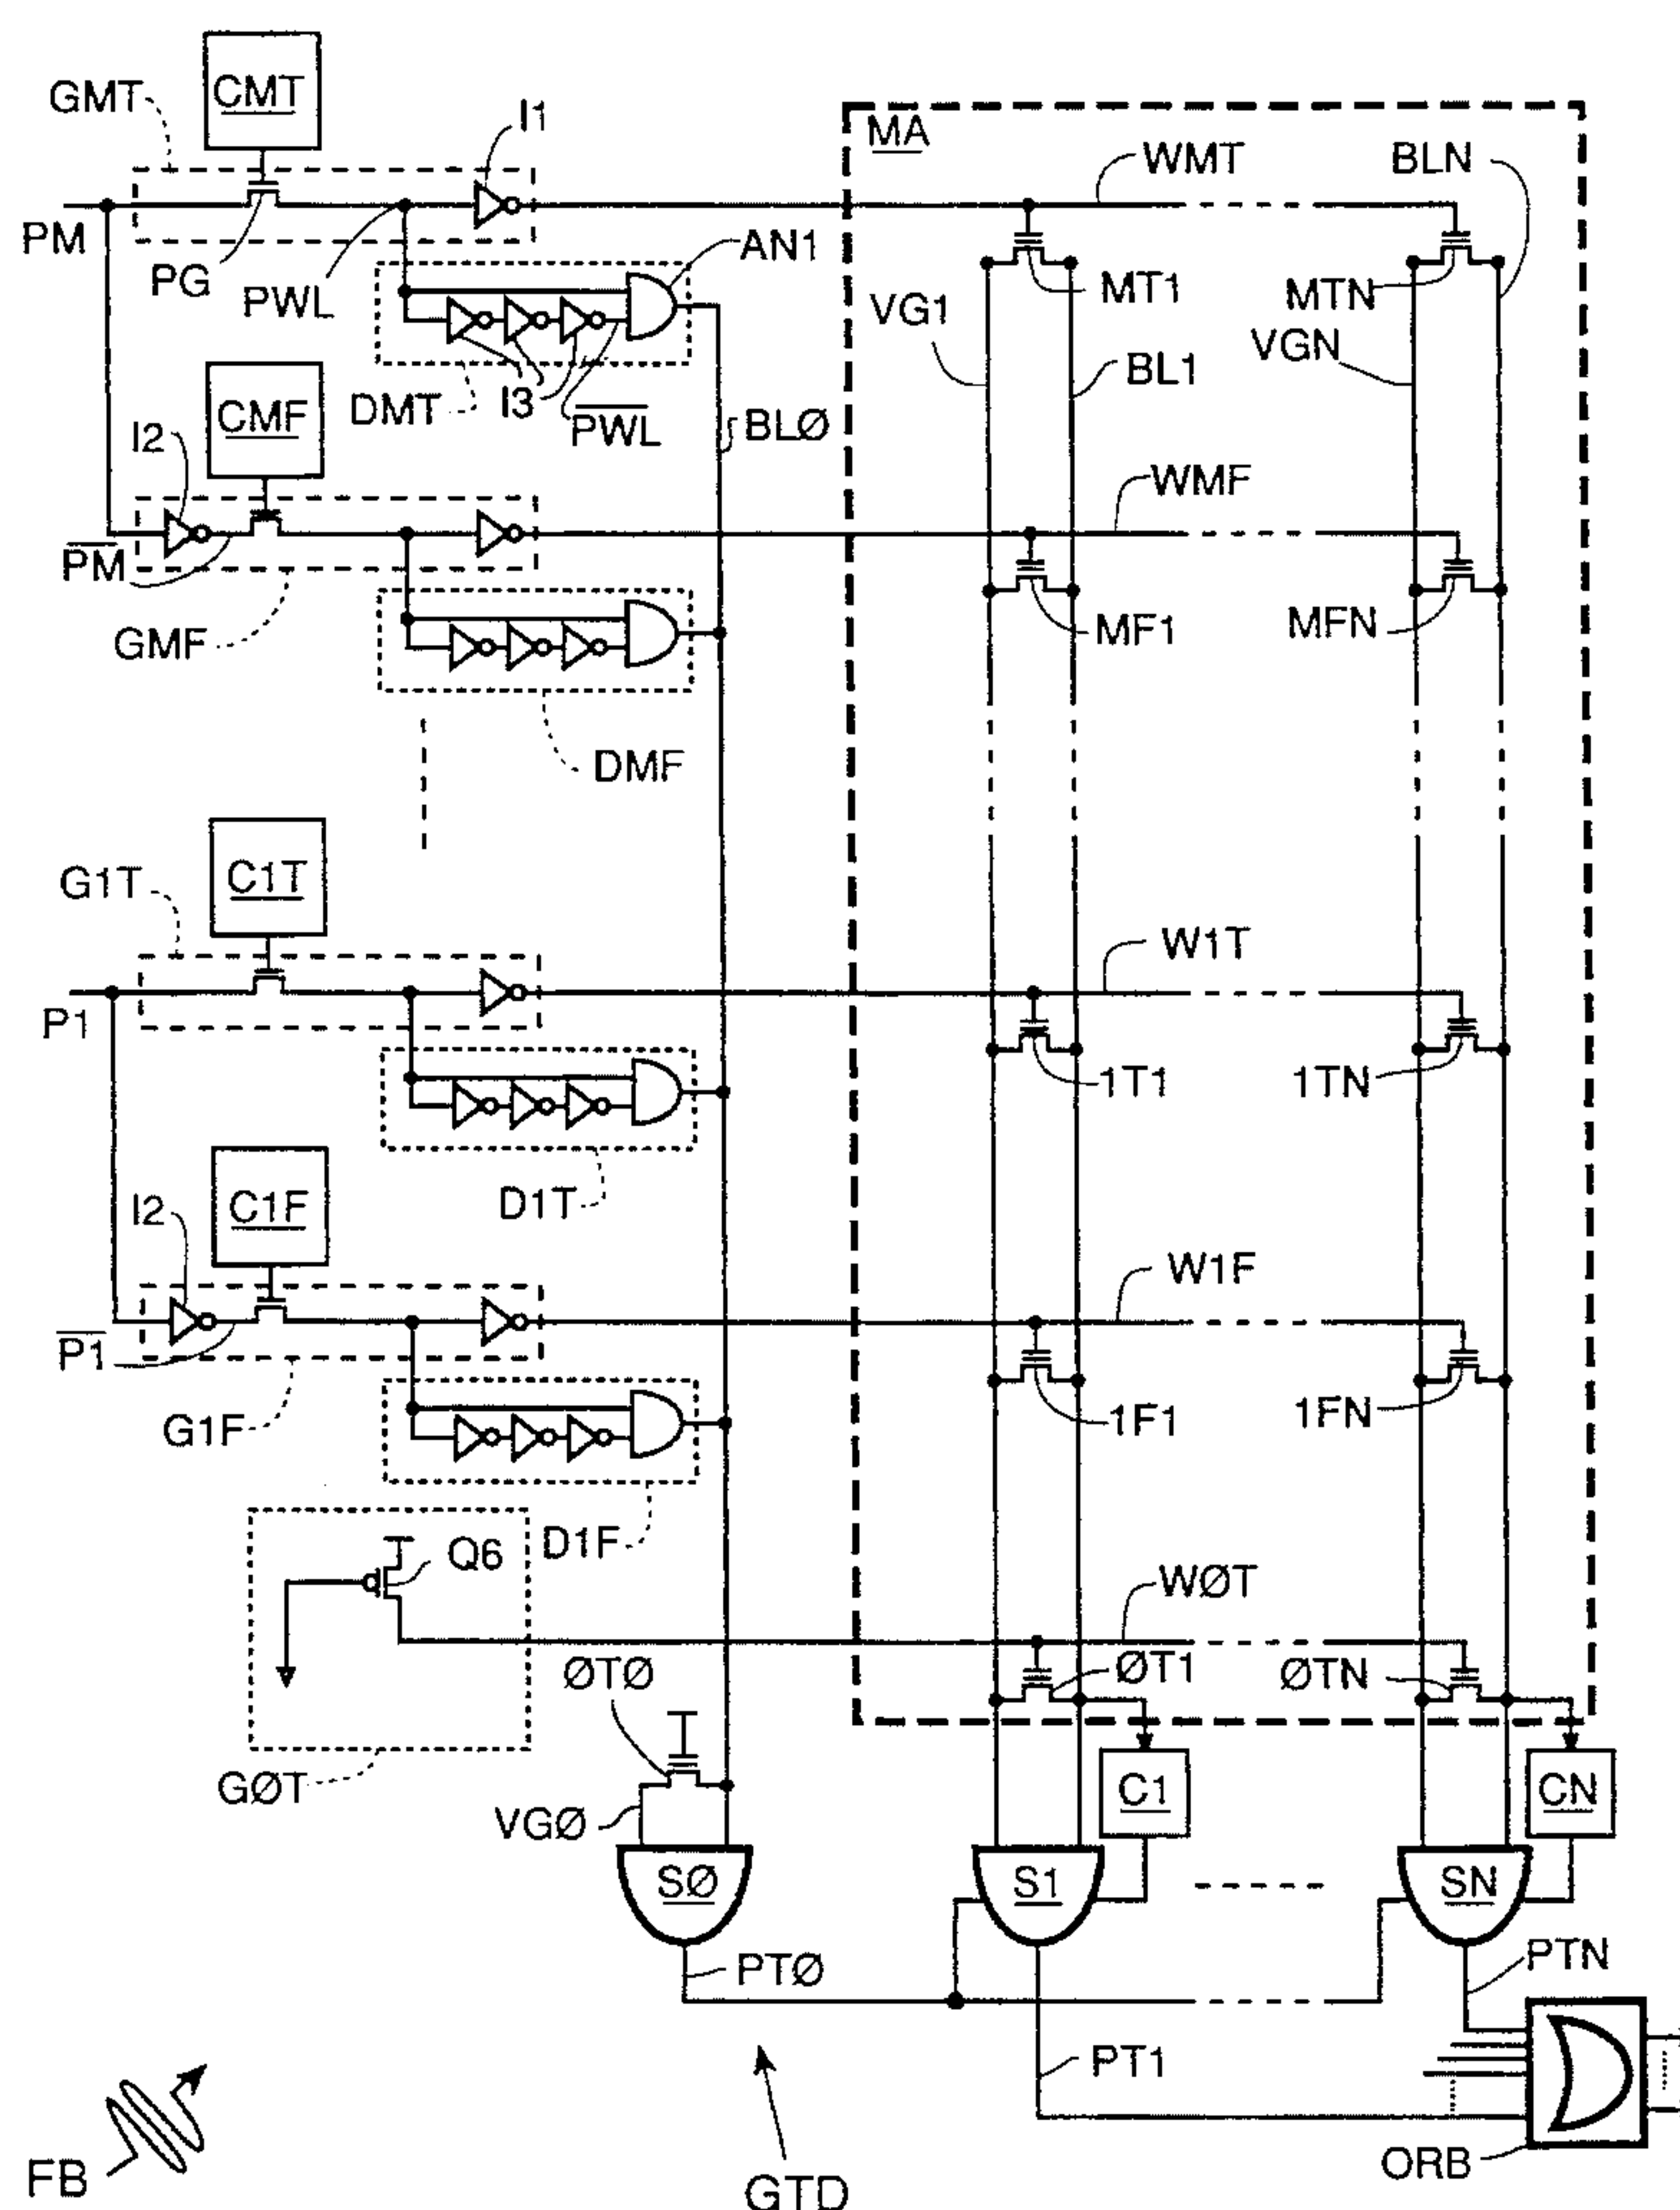 CMT
GMT
I1
MA
WMT
BLN
PM
PG
PWL
AN1
MT1
MTN
VG1
VGN
BL1
DMT
I3
PWL
BLØ
CMF
I2
WMF
PM
GMF
MF1
MFN
DMF
C1T
G1T
W1T
P1
1T1
1TN
D1T
C1F
I2
W1F
P1
G1F
1F1
1FN
D1F
Q6
WØT
ØTØ
ØT1
ØTN
GØT
VGØ
C1
CN
SØ
S1
SN
PTØ
PTN
PT1
ORB
FB
GTD